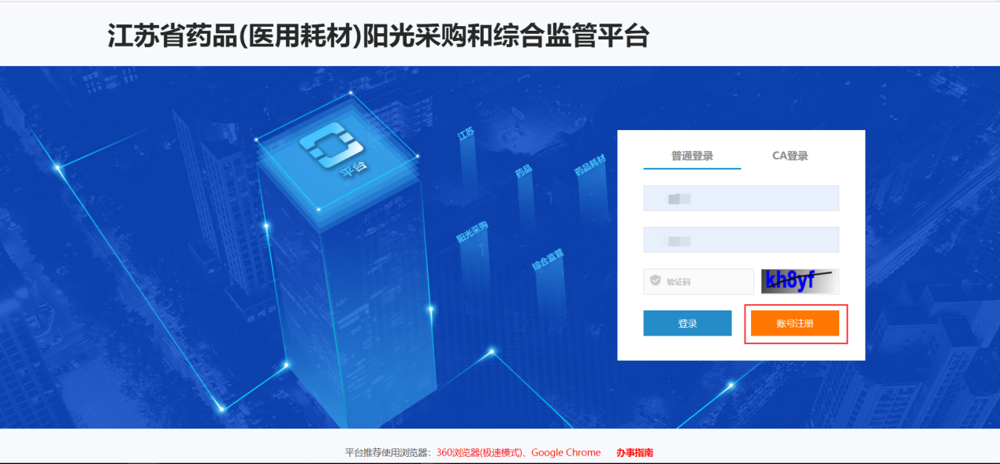 江苏省药品(医用耗材)阳光采购和综合监管平台
平台
江苏
药品
药品耗材
阳光采购
综合监管
普通登录 CA登录
验证码 kh8yf
登录 账号注册
平台推荐使用浏览器：360浏览器(极速模式)、Google Chrome 办事指南